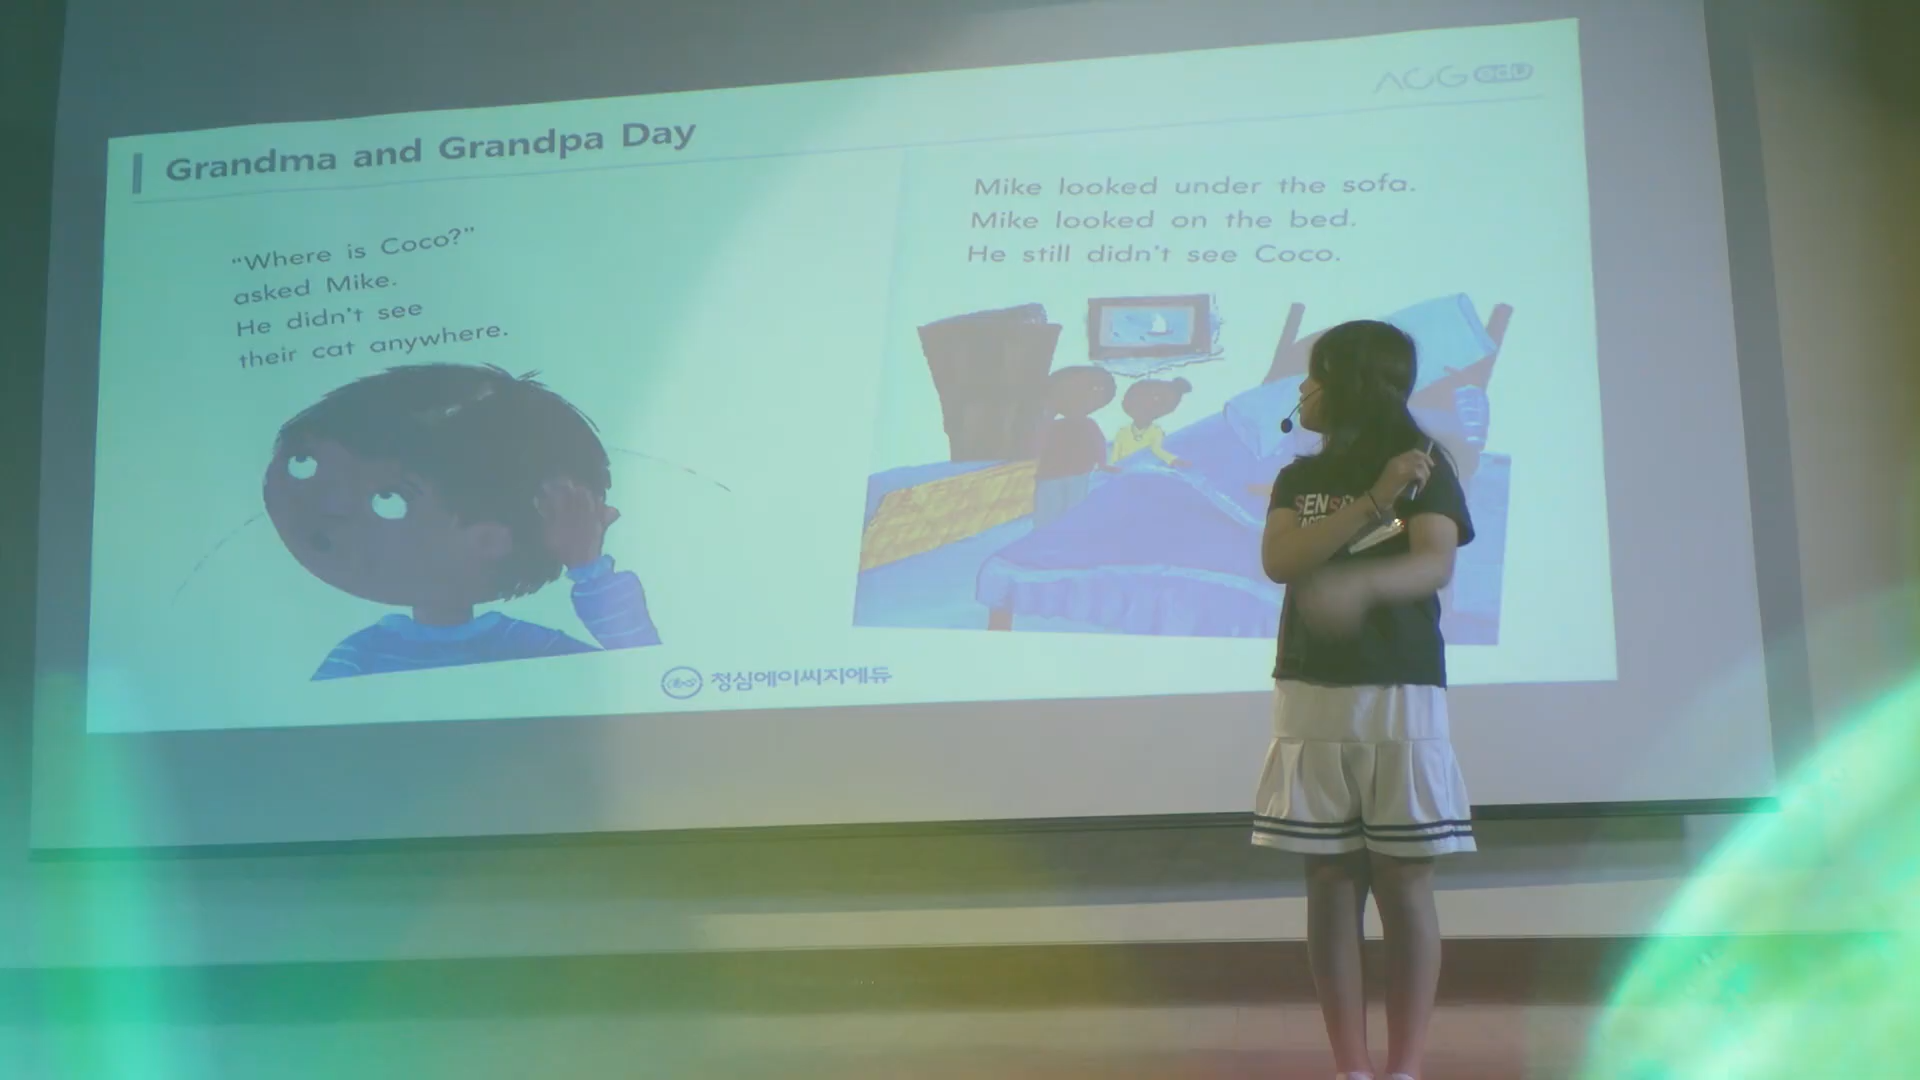 Grandma and Grandpa Day
ACG edu
"Where is Coco?"
asked Mike.
He didn't see
their cat anywhere.
Mike looked under the sofa.
Mike looked on the bed.
He still didn't see Coco.
청심에이씨지에듀